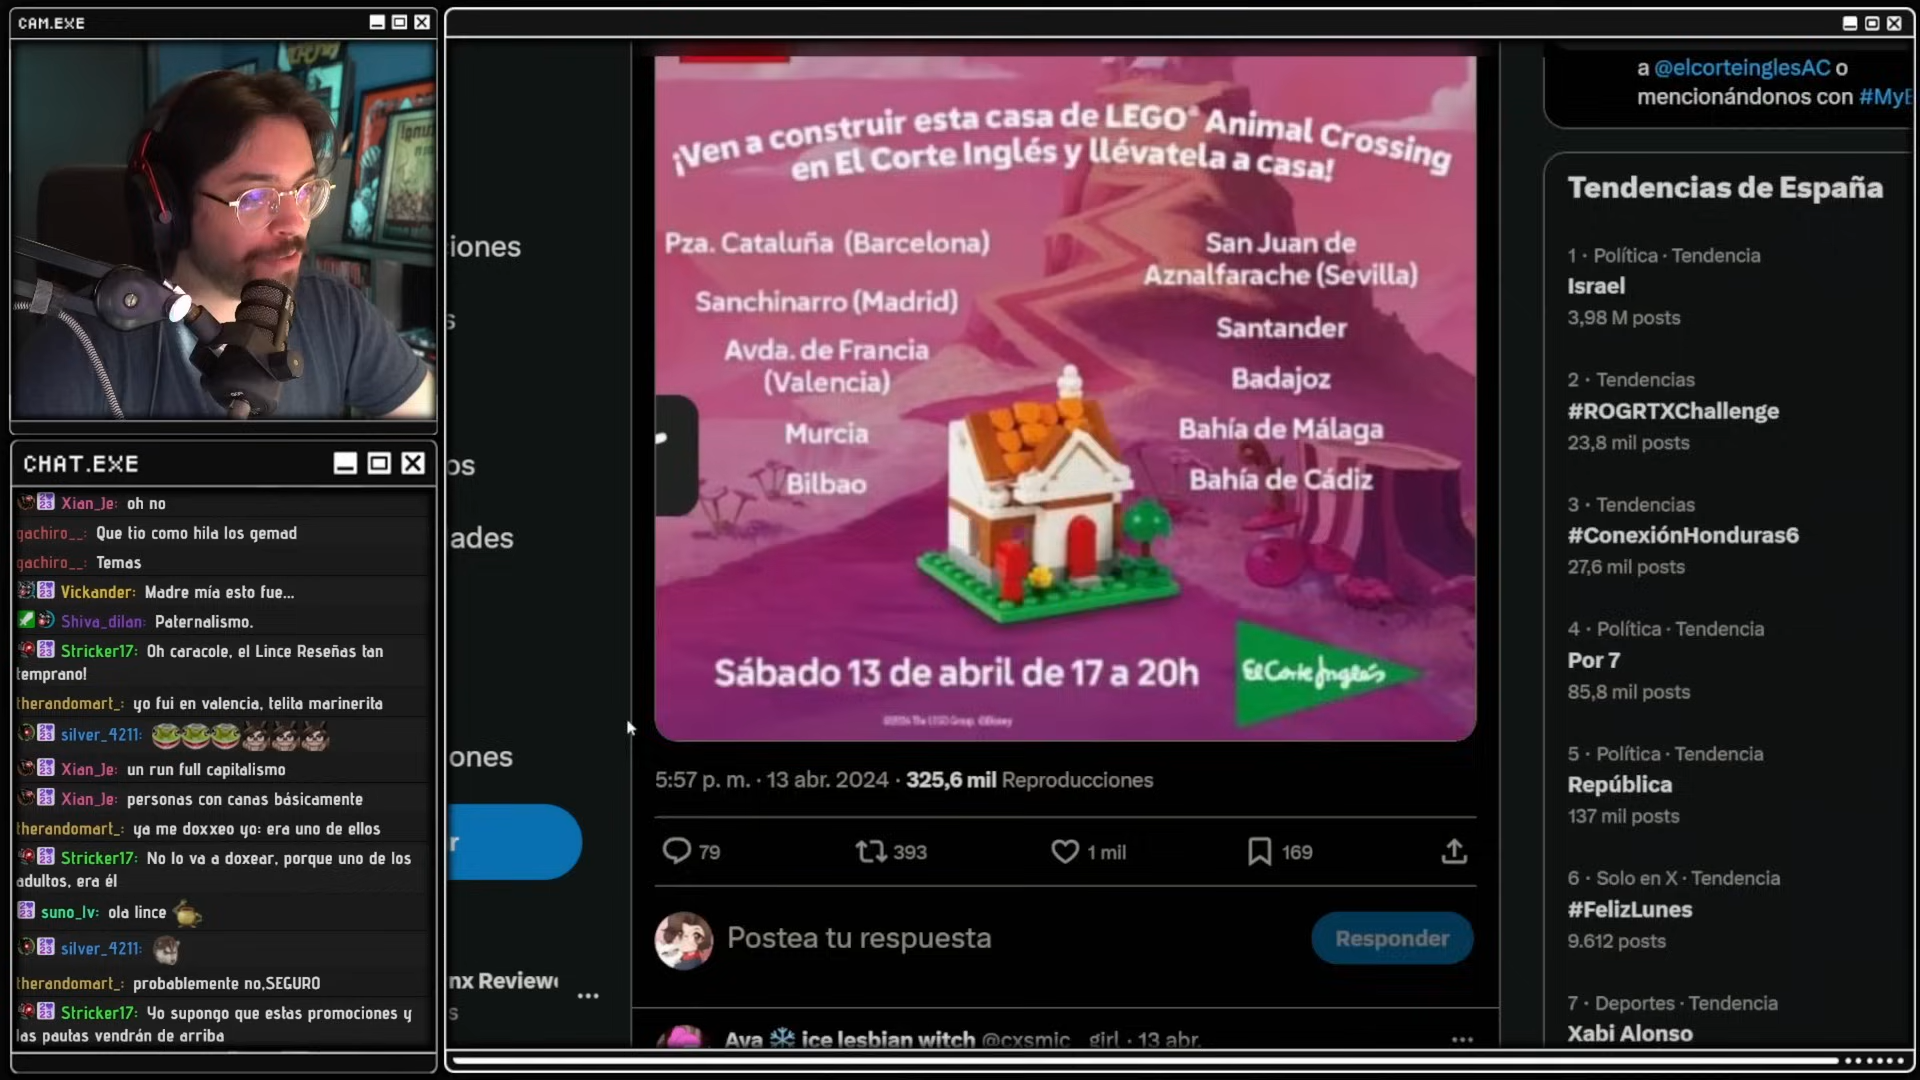 CAM.EXE
CHAT.EXE
Xian_Je: oh no
gachiro__: Que tio como hila los gemad
gachiro__: Temas
Vickander: Madre mía esto fue...
Shiva_dilan: Paternalismo.
Stricker17: Oh caracole, el Lince Reseñas tan
temprano!
therandomart_: yo fui en valencia, telita marinerita
silver_4211:
Xian_Je: un run full capitalismo
Xian_Je: personas con canas básicamente
therandomart_: ya me doxxeo yo: era uno de ellos
Stricker17: No lo va a doxear, porque uno de los
adultos, era él
suno_lv: ola lince
silver_4211:
therandomart_: probablemente no,SEGURO
Stricker17: Yo supongo que estas promociones y
las pautas vendrán de arriba
iones
s
os
ades
ones
r
nx Review
s
¡Ven a construir esta casa de LEGO® Animal Crossing
en El Corte Inglés y llévatela a casa!
Pza. Cataluña (Barcelona)
Sanchinarro (Madrid)
Avda. de Francia
(Valencia)
Murcia
Bilbao
San Juan de
Aznalfarache (Sevilla)
Santander
Badajoz
Bahía de Málaga
Bahía de Cádiz
Sábado 13 de abril de 17 a 20h
El Corte Inglés
5:57 p. m. · 13 abr. 2024 · 325,6 mil Reproducciones
79 393 1 mil 169
Postea tu respuesta
Responder
Ava ice lesbian witch @cxsmic_girl · 13 abr.
a @elcorteinglesAC o
mencionándonos con #MyE
Tendencias de España
1 · Política · Tendencia
Israel
3,98 M posts
2 · Tendencias
#ROGRTXChallenge
23,8 mil posts
3 · Tendencias
#ConexiónHonduras6
27,6 mil posts
4 · Política · Tendencia
Por 7
85,8 mil posts
5 · Política · Tendencia
República
137 mil posts
6 · Solo en X · Tendencia
#FelizLunes
9.612 posts
7 · Deportes · Tendencia
Xabi Alonso